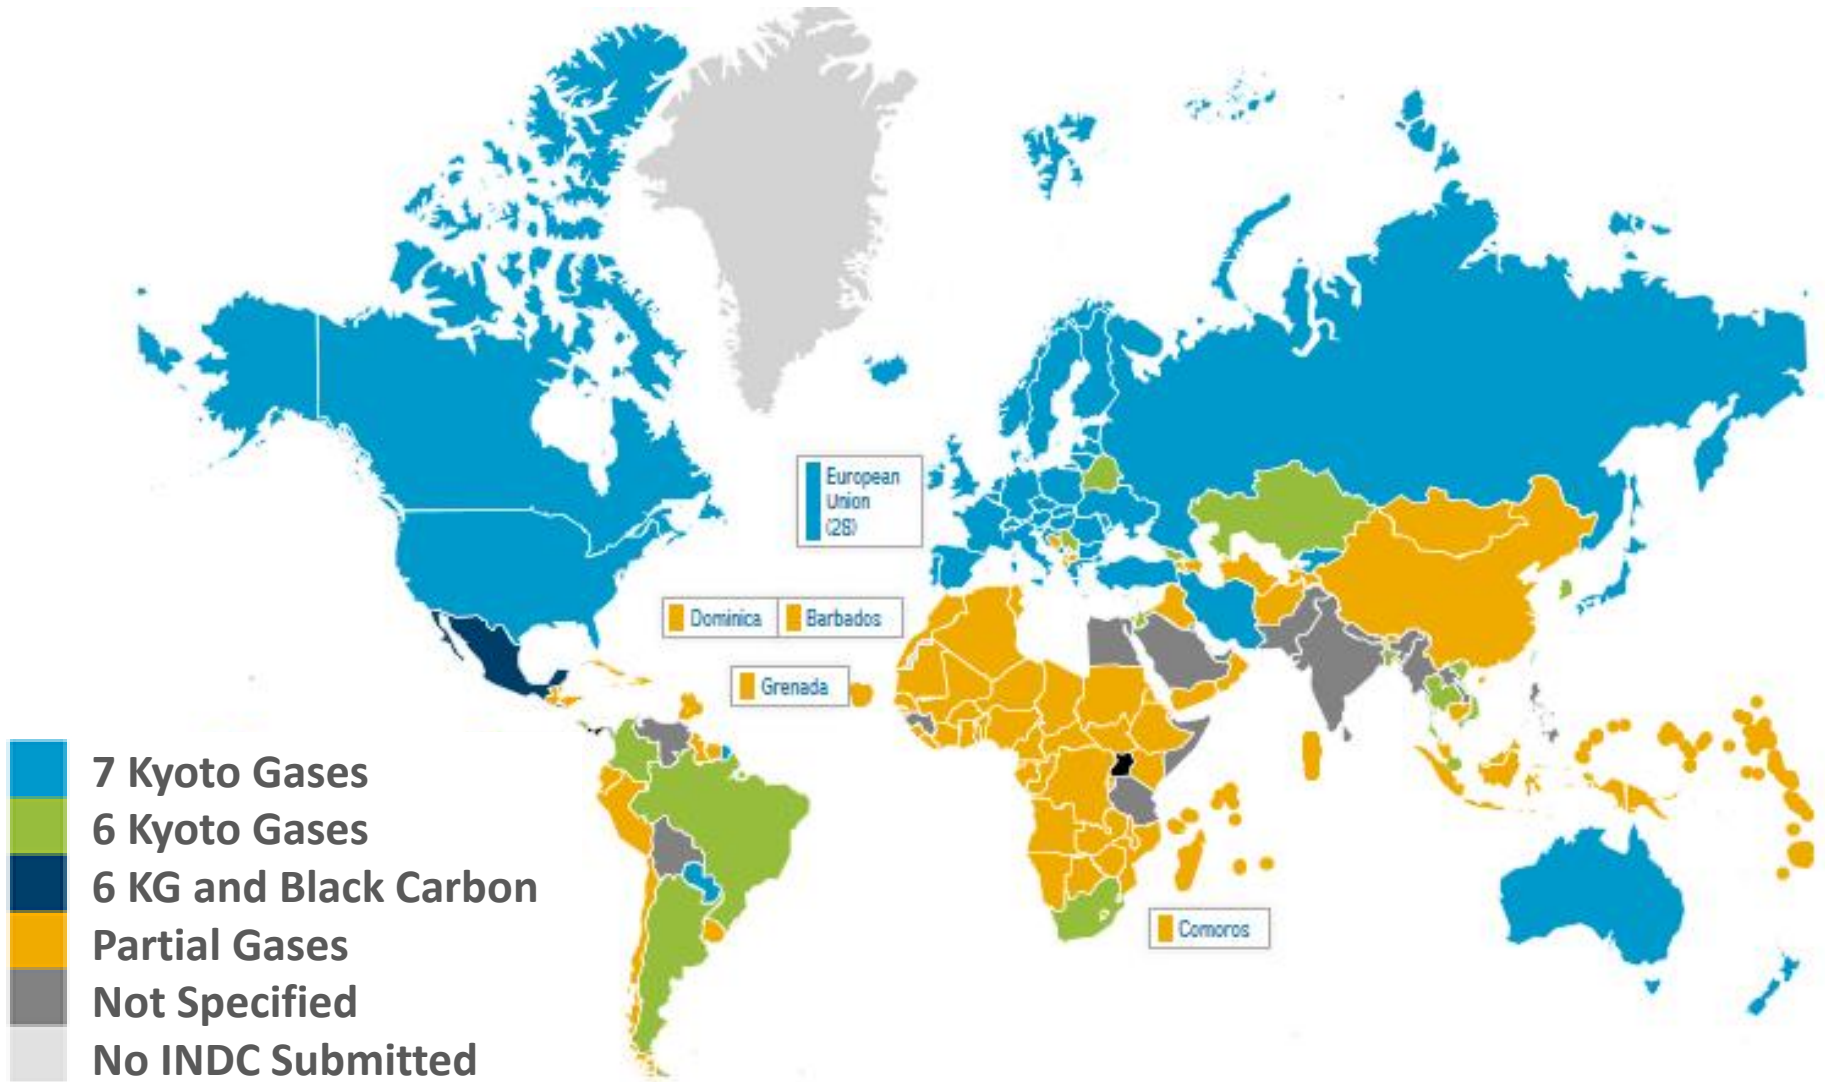 European
Union
(28)
Dominica
Barbados
Grenada
7 Kyoto Gases
6 Kyoto Gases
6 KG and Black Carbon
Partial Gases
Not Specified
No INDC Submitted
Comoros